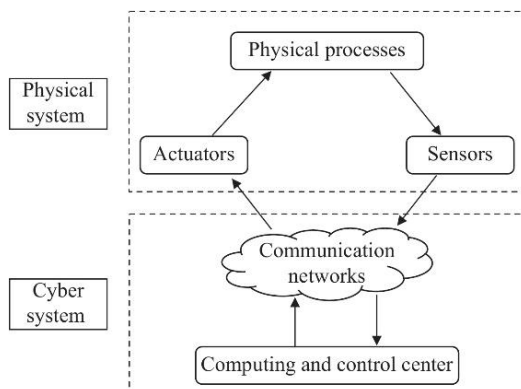 Physical processes
Physical
system
Actuators
Sensors
Communication
networks
Cyber
system
Computing and control center